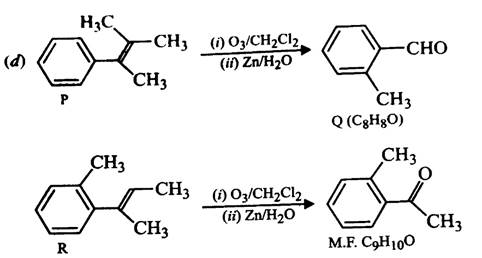 H₃C
(d) CH₃ (i) O₃/CH₂Cl₂ CHO
(ii) Zn/H₂O
CH₃ CH₃
P Q (C₈H₈O)
CH₃ CH₃ O
CH₃ (i) O₃/CH₂Cl₂
(ii) Zn/H₂O
CH₃ CH₃
R M.F. C₉H₁₀O